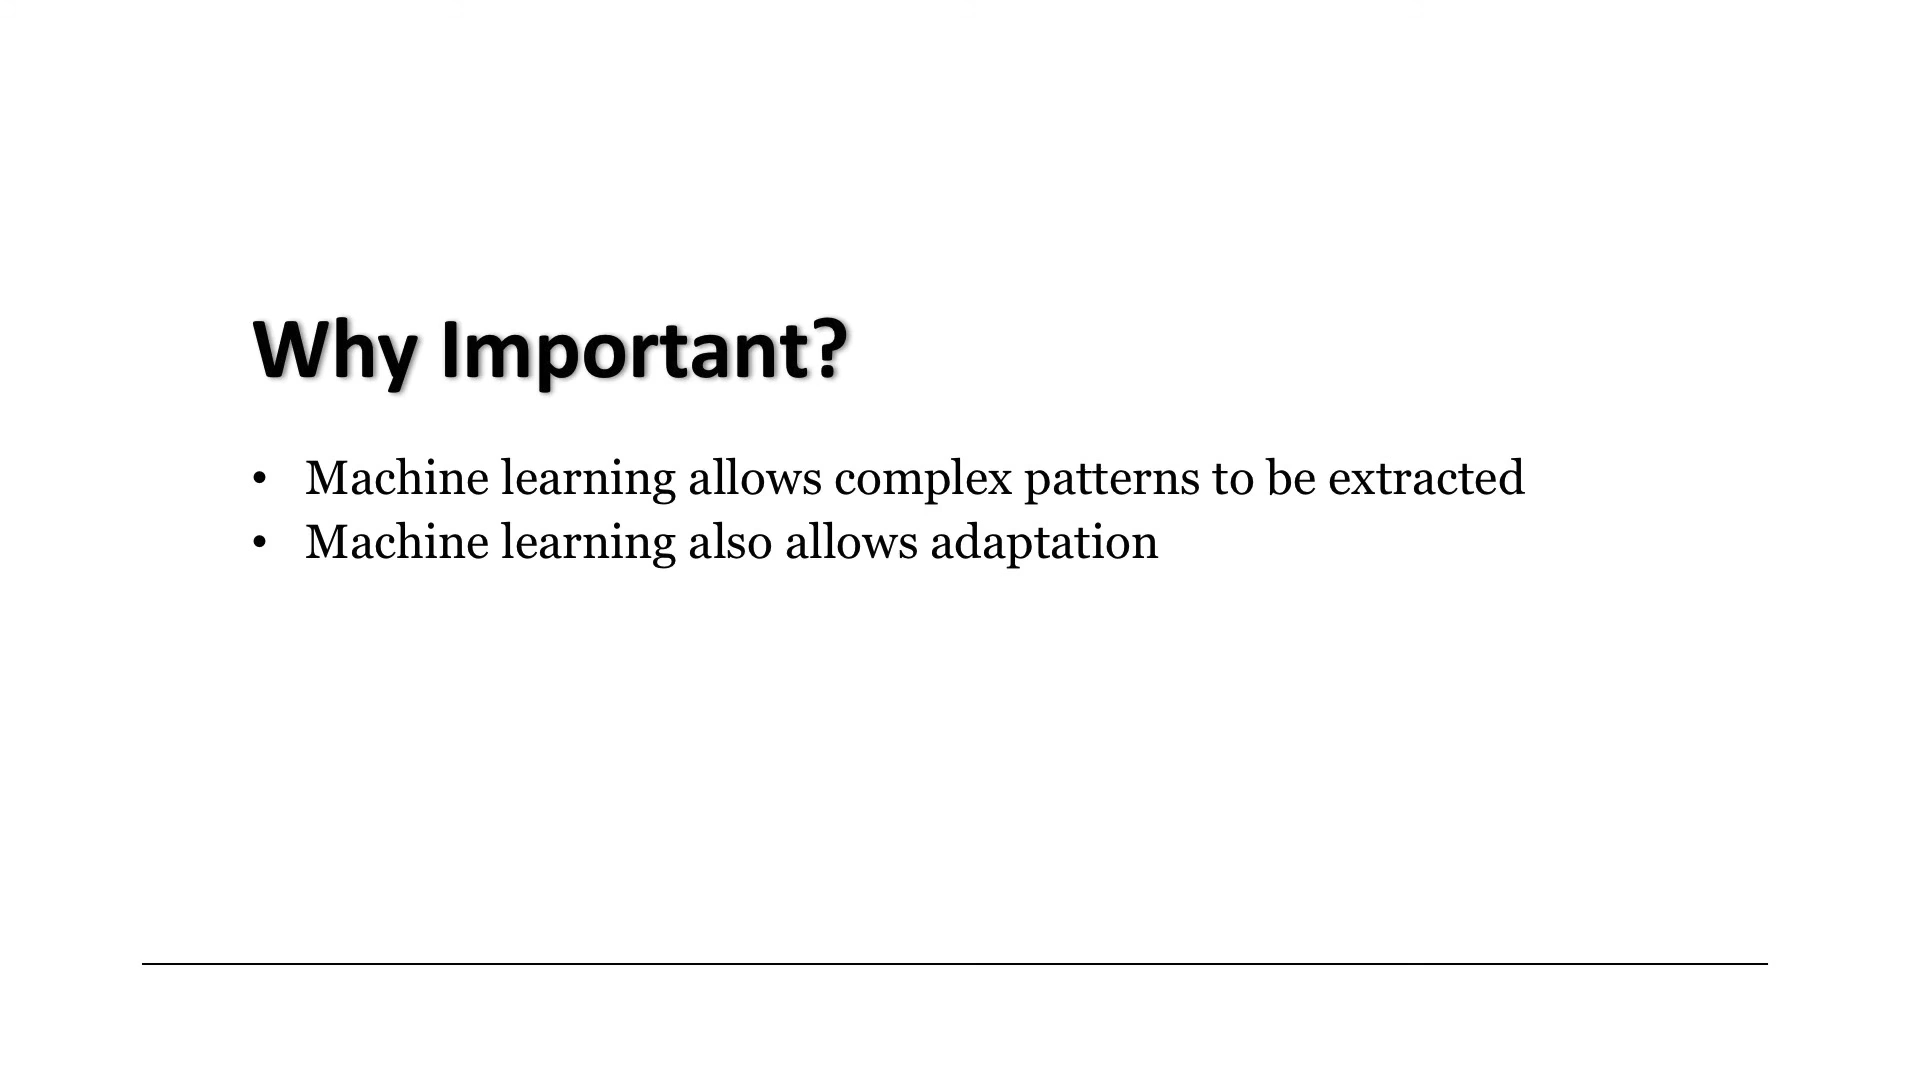 Why Important?
• Machine learning allows complex patterns to be extracted
• Machine learning also allows adaptation